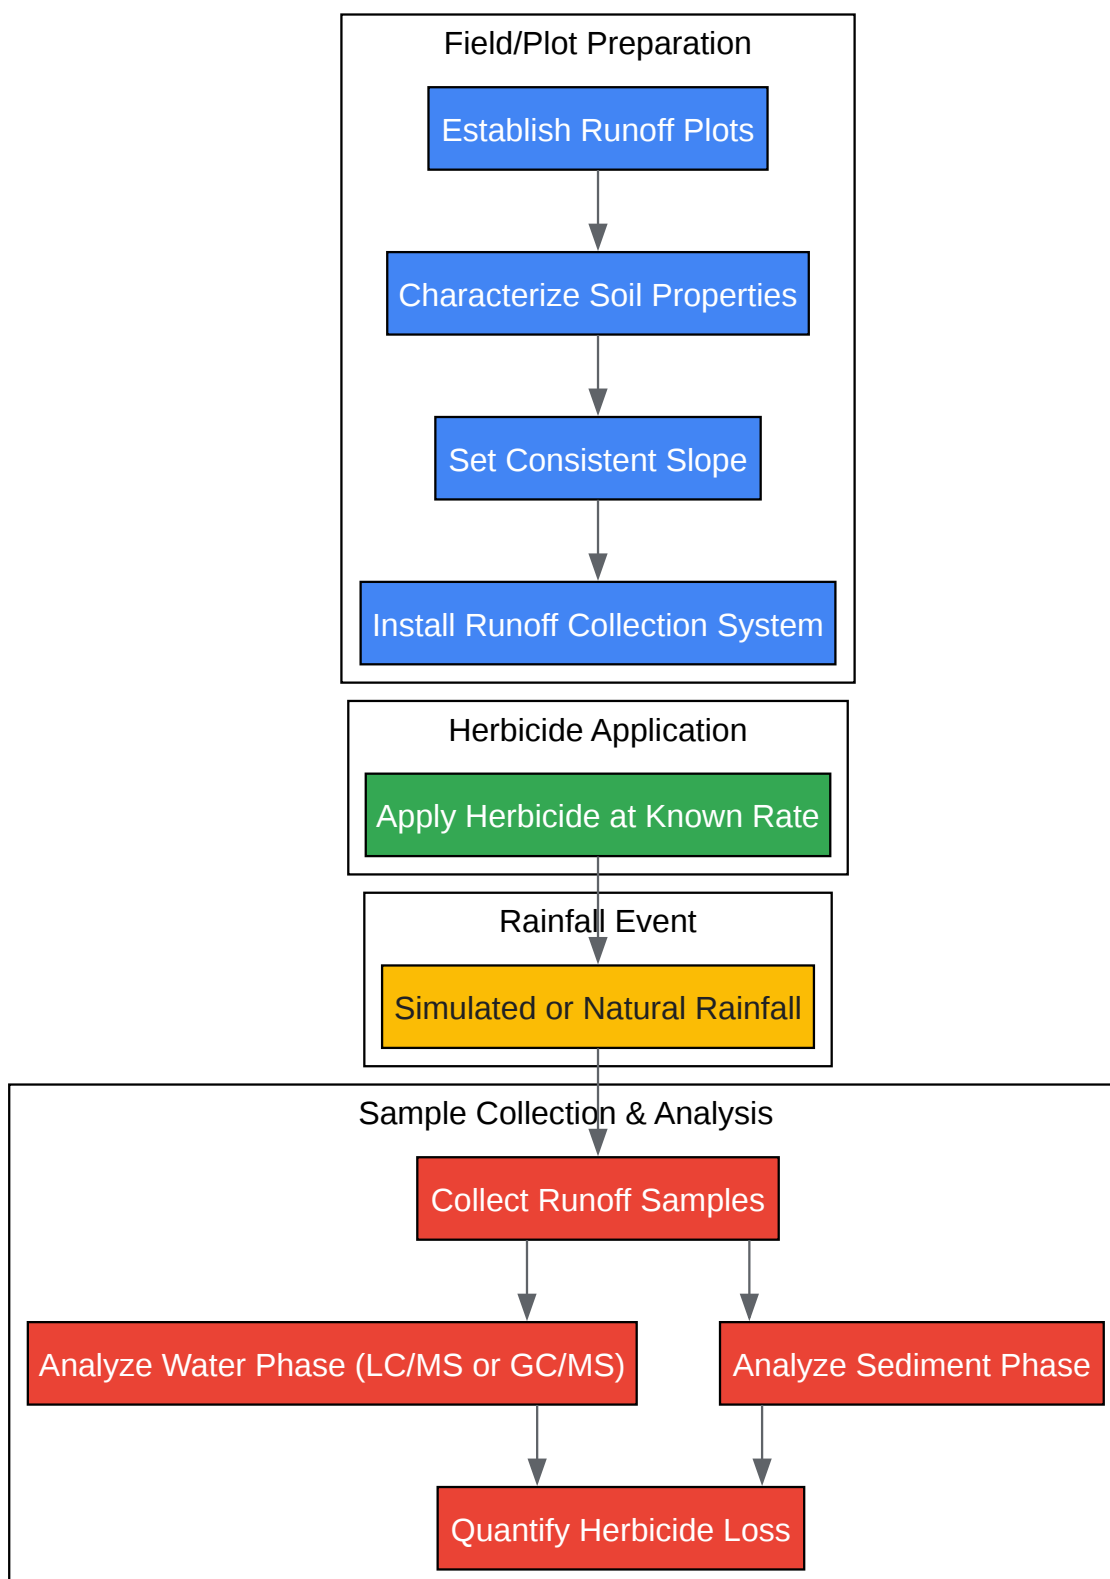 Field/Plot Preparation
Establish Runoff Plots
Characterize Soil Properties
Set Consistent Slope
Install Runoff Collection System
Herbicide Application
Apply Herbicide at Known Rate
Rainfall Event
Simulated or Natural Rainfall
Sample Collection & Analysis
Collect Runoff Samples
Analyze Water Phase (LC/MS or GC/MS)
Analyze Sediment Phase
Quantify Herbicide Loss